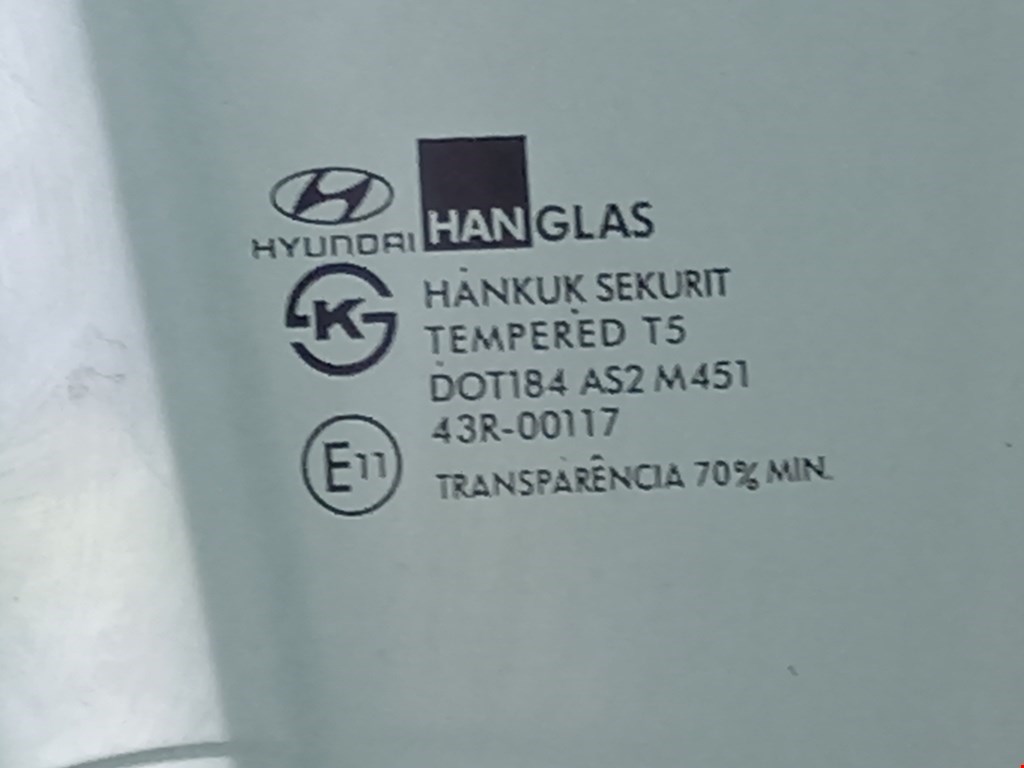 HYUNDAI
HANGLAS
K
HANKUK SEKURIT
TEMPERED T5
DOT184 AS2 M451
43R-00117
E11
TRANSPARÊNCIA 70% MIN.